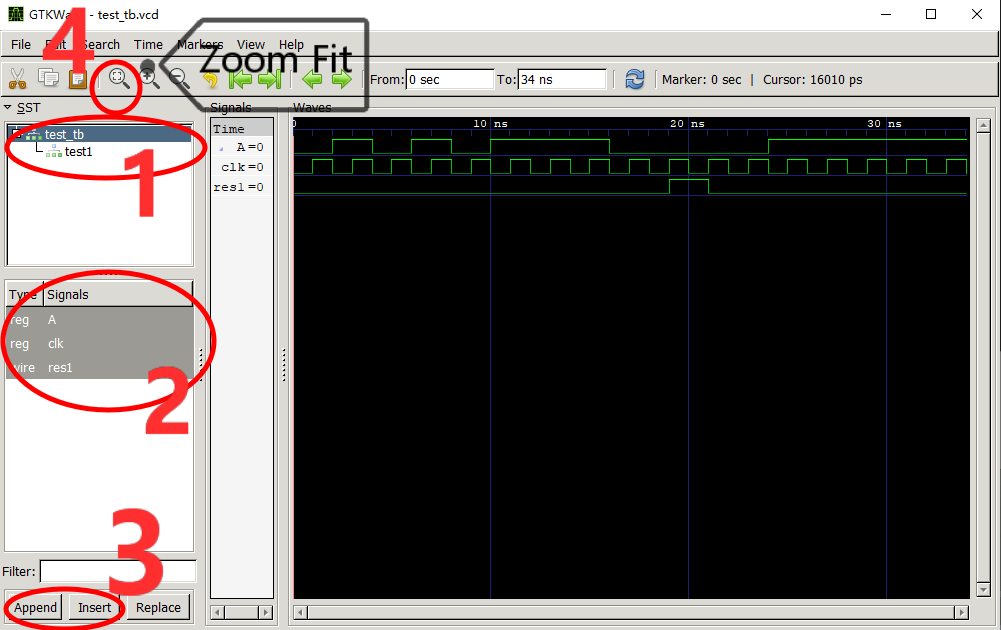 GTKWa - test_tb.vcd
File Edit Search Time Markers View Help
4
Zoom Fit
From: 0 sec To: 34 ns Marker: 0 sec | Cursor: 16010 ps
SST
Signals
Waves
test_tb
test1
1
Time
A=0
clk=0
res1=0
0 10 ns 20 ns 30 ns
Type Signals
reg A
reg clk
wire res1
2
3
Filter:
Append Insert Replace